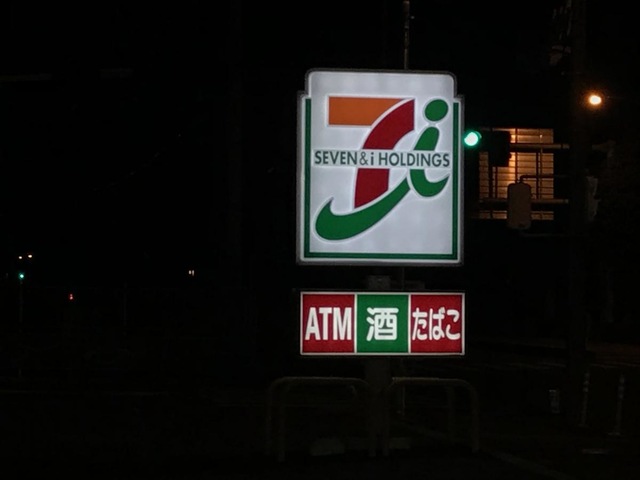 SEVEN & i HOLDINGS
ATM 酒 たばこ